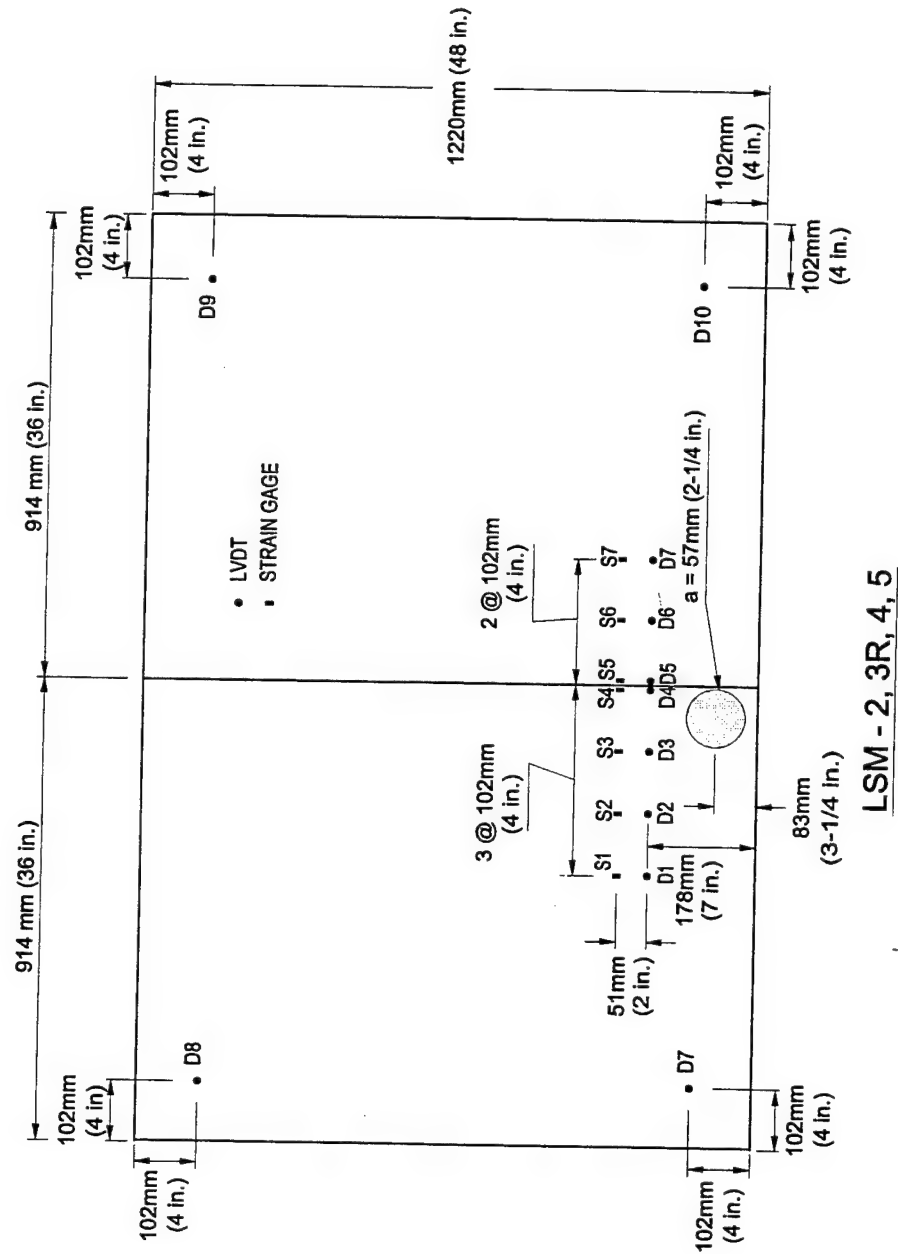 914 mm (36 in.)
914 mm (36 in.)
102mm
(4 in)
102mm
(4 in.)
102mm
(4 in.)
102mm
(4 in.)
1220mm (48 in.)
D8
D9
• LVDT
STRAIN GAGE
3 @ 102mm
(4 in.)
2 @ 102mm
(4 in.)
S1
S2
S3
S4
S5
S6
S7
D1
D2
D3
D4
D5
D6
D7
51mm
(2 in.)
178mm
(7 in.)
a = 57mm (2-1/4 in.)
D7
D10
102mm
(4 in.)
102mm
(4 in.)
83mm
(3-1/4 in.)
102mm
(4 in.)
102mm
(4 in.)
LSM - 2, 3R, 4, 5